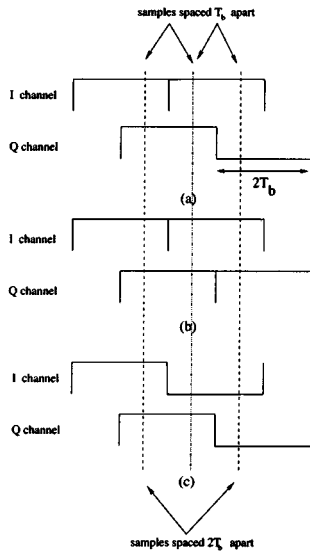 samples spaced T_b apart
I channel
Q channel
2T_b
(a)
I channel
Q channel
(b)
I channel
Q channel
(c)
samples spaced 2T_b apart